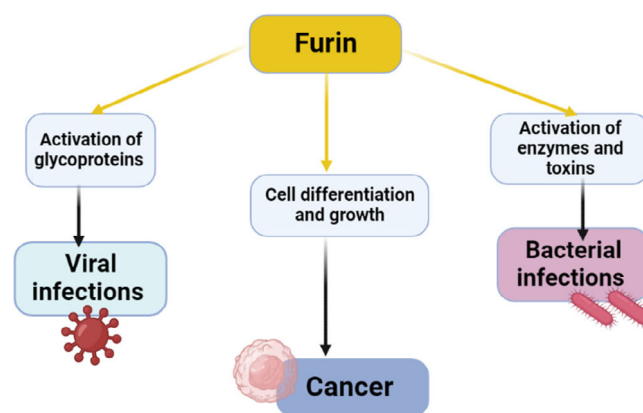 Furin
Activation of
glycoproteins
Activation of
enzymes and
toxins
Cell differentiation
and growth
Viral
infections
Bacterial
infections
Cancer